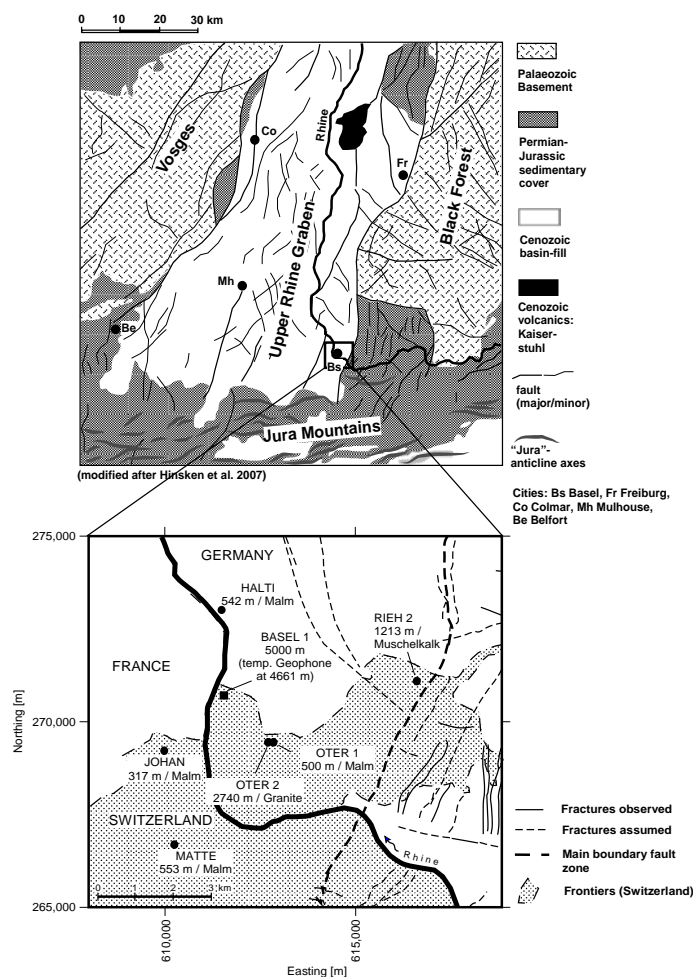 0 10 20 30 km
Vosges
Co
Rhine
Fr
Black Forest
Upper Rhine Graben
Mh
Be
Bs
Jura Mountains
(modified after Hinsken et al. 2007)
Palaeozoic
Basement
Permian-
Jurassic
sedimentary
cover
Cenozoic
basin-fill
Cenozoic
volcanics:
Kaiser-
stuhl
fault
(major/minor)
“Jura”-
anticline axes
Cities: Bs Basel, Fr Freiburg,
Co Colmar, Mh Mulhouse,
Be Belfort
275,000
270,000
265,000
Northing [m]
GERMANY
HALTI
542 m / Malm
BASEL 1
5000 m
(temp. Geophone
at 4661 m)
RIEH 2
1213 m /
Muschelkalk
FRANCE
JOHAN
317 m / Malm
OTER 1
500 m / Malm
OTER 2
2740 m / Granite
SWITZERLAND
MATTE
553 m / Malm
Rhine
0 1 2 3 km
610,000
615,000
Easting [m]
Fractures observed
Fractures assumed
Main boundary fault
zone
Frontiers (Switzerland)